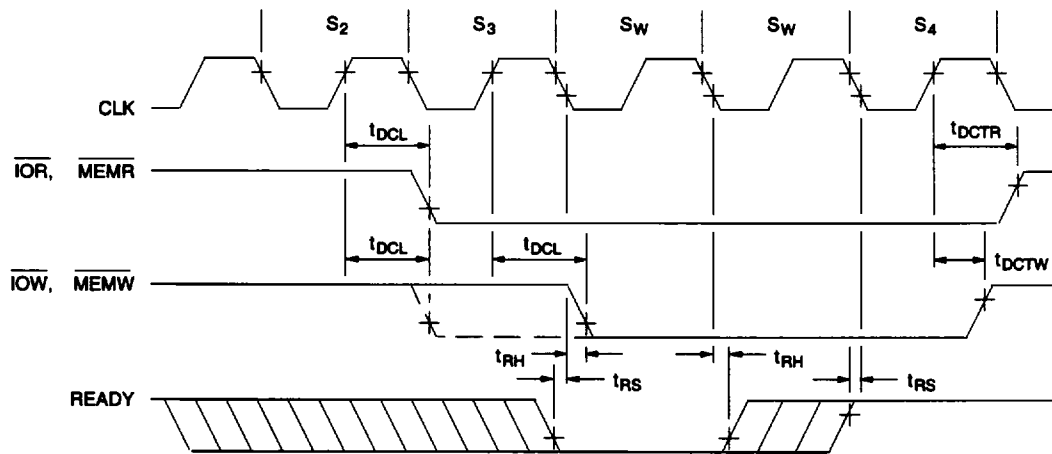 S2 S3 SW SW S4
CLK
tDCL tDCTR
IOR, MEMR
tDCL tDCL tDCTW
IOW, MEMW
tRH tRH
tRS tRS
READY